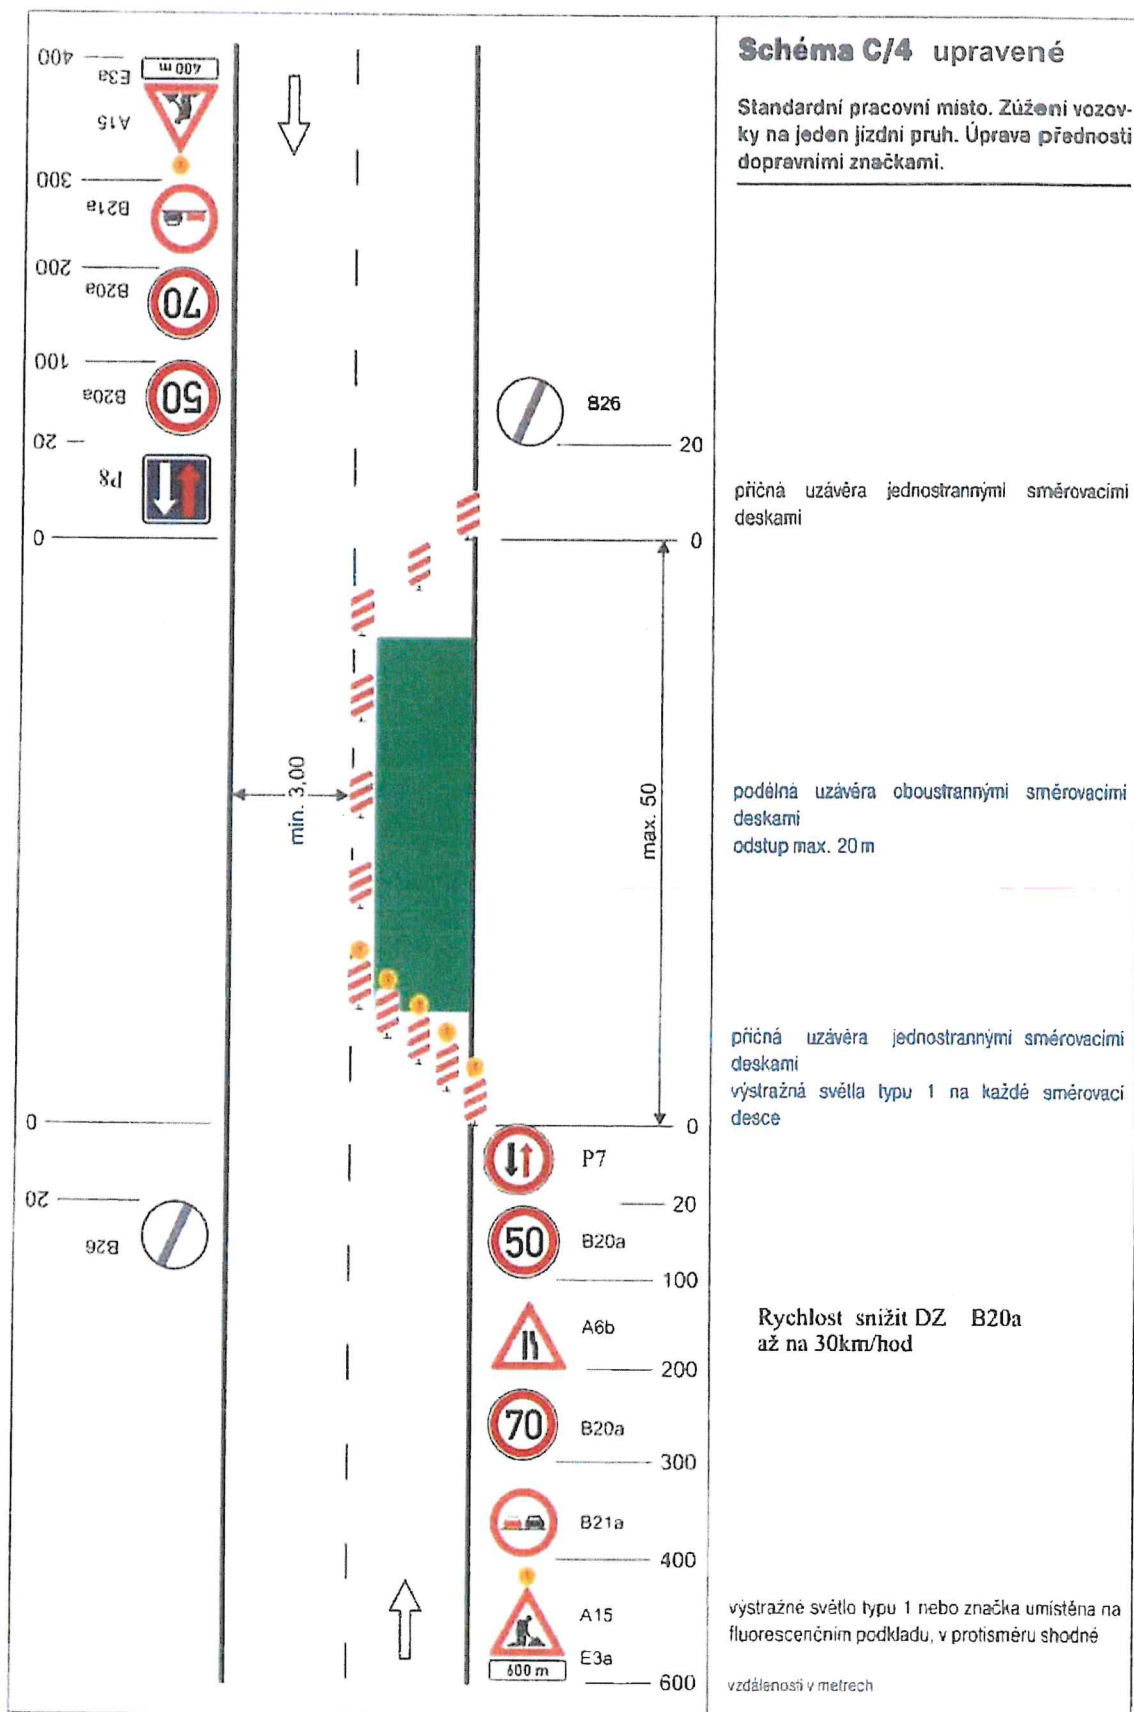 Schéma C/4 upravené
Standardní pracovní místo. Zúžení vozov-
ky na jeden jízdní pruh. Úprava přednosti
dopravními značkami.
400
400 m
E3a
A15
300
B21a
200
B20a
70
100
B20a
50
20
P8
0
B26
20
0
příčná uzávěra jednostrannými směrovacími
deskami
min. 3,00
max. 50
podélná uzávěra oboustrannými směrovacími
deskami
odstup max. 20 m
příčná uzávěra jednostrannými směrovacími
deskami
výstražná světla typu 1 na každé směrovací
desce
0
20
B26
0
P7
20
50
B20a
100
A6b
200
70
B20a
300
B21a
400
A15
E3a
600 m
600
Rychlost snížit DZ B20a
až na 30km/hod
výstražné světlo typu 1 nebo značka umístěna na
fluorescenčním podkladu, v protisměru shodně
vzdálenosti v metrech